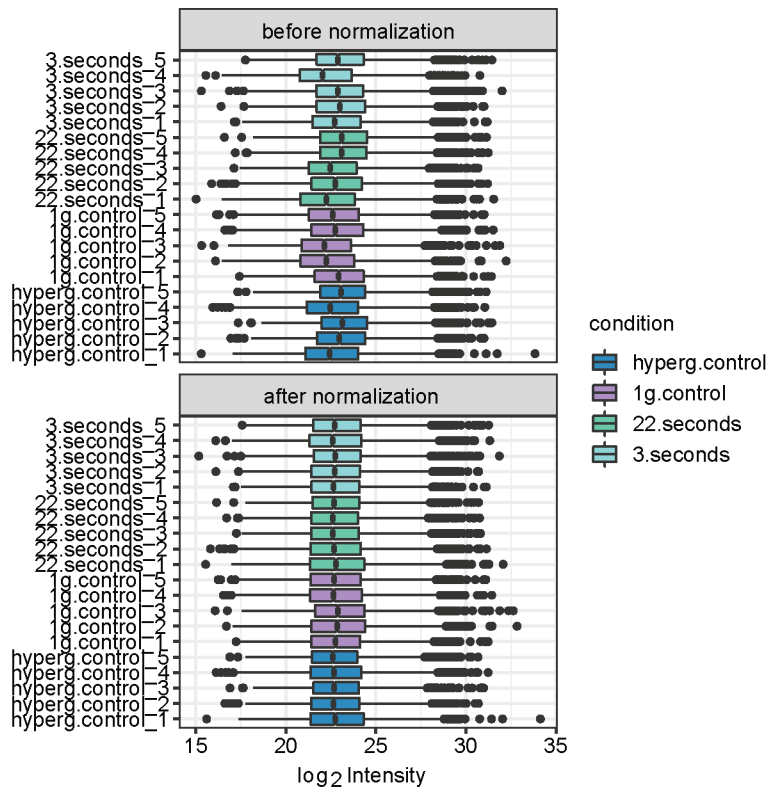 before normalization
3.seconds_5
3.seconds_4
3.seconds_3
3.seconds_2
3.seconds_1
22.seconds_5
22.seconds_4
22.seconds_3
22.seconds_2
22.seconds_1
1g.control_5
1g.control_4
1g.control_3
1g.control_2
1g.control_1
hyperg.control_5
hyperg.control_4
hyperg.control_3
hyperg.control_2
hyperg.control_1
after normalization
3.seconds_5
3.seconds_4
3.seconds_3
3.seconds_2
3.seconds_1
22.seconds_5
22.seconds_4
22.seconds_3
22.seconds_2
22.seconds_1
1g.control_5
1g.control_4
1g.control_3
1g.control_2
1g.control_1
hyperg.control_5
hyperg.control_4
hyperg.control_3
hyperg.control_2
hyperg.control_1
15 20 25 30 35
log2 Intensity
condition
hyperg.control
1g.control
22.seconds
3.seconds